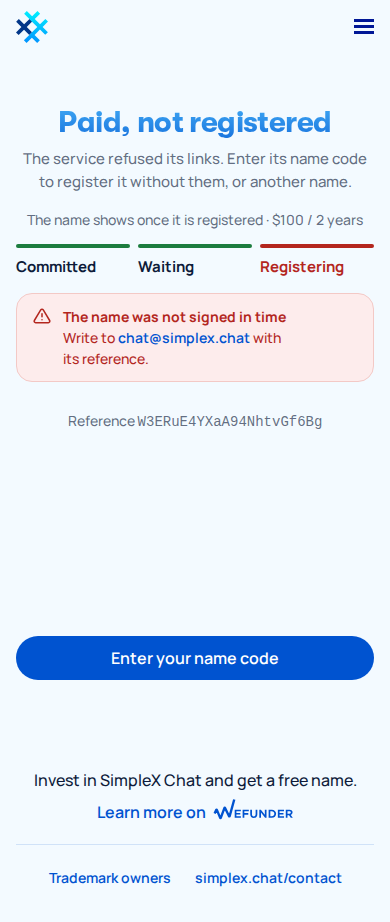 Paid, not registered
The service refused its links. Enter its name code
to register it without them, or another name.
The name shows once it is registered · $100 / 2 years
Committed
Waiting
Registering
The name was not signed in time
Write to chat@simplex.chat with
its reference.
Reference W3ERuE4YXaA94NhtvGf6Bg
Enter your name code
Invest in SimpleX Chat and get a free name.
Learn more on WEFUNDER
Trademark owners
simplex.chat/contact